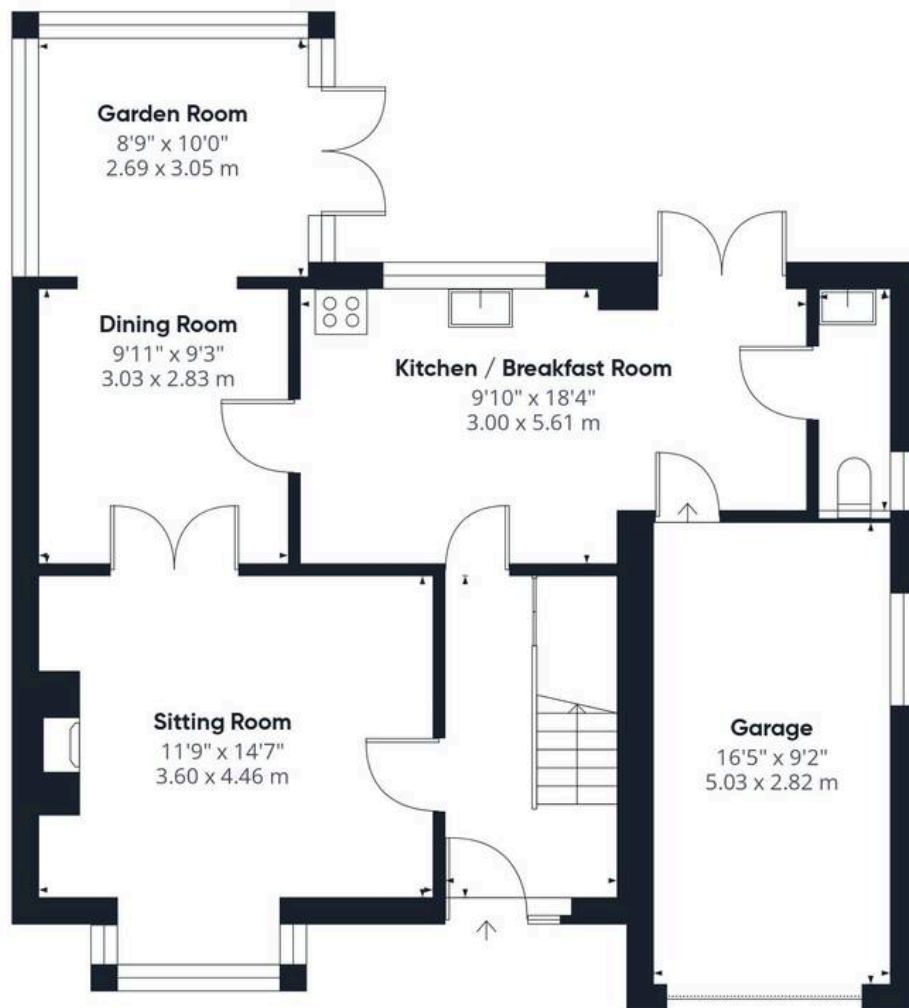 Garden Room
8'9" x 10'0"
2.69 x 3.05 m
Dining Room
9'11" x 9'3"
3.03 x 2.83 m
Kitchen / Breakfast Room
9'10" x 18'4"
3.00 x 5.61 m
Sitting Room
11'9" x 14'7"
3.60 x 4.46 m
Garage
16'5" x 9'2"
5.03 x 2.82 m